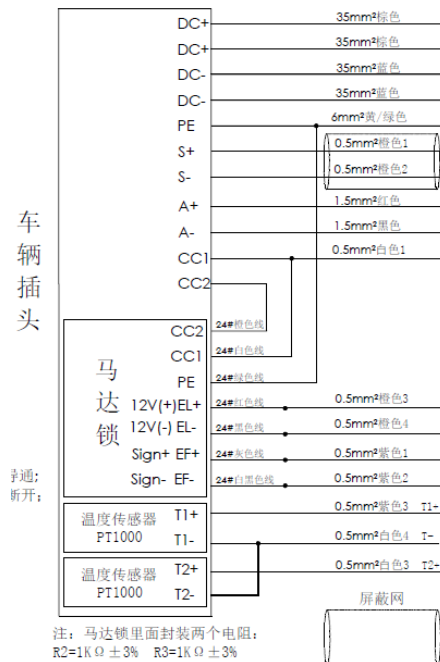 DC+ 35mm²棕色
DC+ 35mm²棕色
DC- 35mm²蓝色
DC- 35mm²蓝色
PE 6mm²黄/绿色
S+ 0.5mm²橙色1
S- 0.5mm²橙色2
A+ 1.5mm²红色
A- 1.5mm²黑色
CC1 0.5mm²白色1
CC2
车辆插头
马达锁
CC2 24#橙色线
CC1 24#白色线
PE 24#绿色线
12V(+)EL+ 24#红色线 0.5mm²橙色3
12V(-) EL- 24#黑色线 0.5mm²橙色4
Sign+ EF+ 24#灰色线 0.5mm²紫色1
Sign- EF- 24#白黑色线 0.5mm²紫色2
导通;
断开;
温度传感器
PT1000
T1+ 0.5mm²紫色3 T1+
T1- 0.5mm²白色4 T-
温度传感器
PT1000
T2+ 0.5mm²白色3 T2+
T2-
屏蔽网
注：马达锁里面封装两个电阻:
R2=1KΩ±3% R3=1KΩ±3%